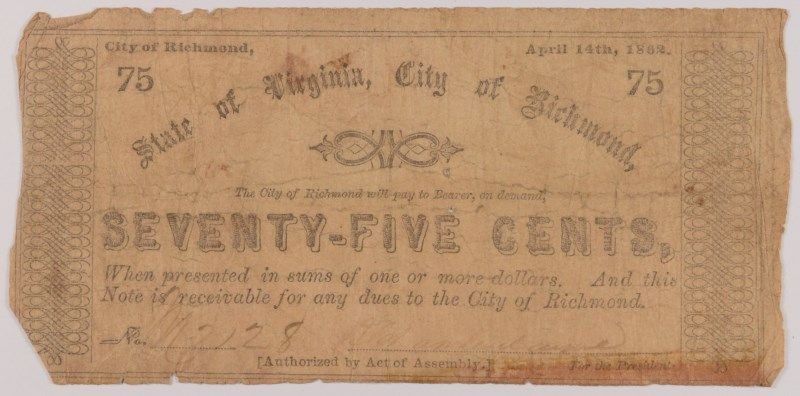 City of Richmond, April 14th, 1862.
75 75
State of Virginia, City of Richmond,
The City of Richmond will pay to Bearer, on demand,
SEVENTY-FIVE CENTS,
When presented in sums of one or more dollars. And this
Note is receivable for any dues to the City of Richmond.
No.
[Authorized by Act of Assembly.] For the President.